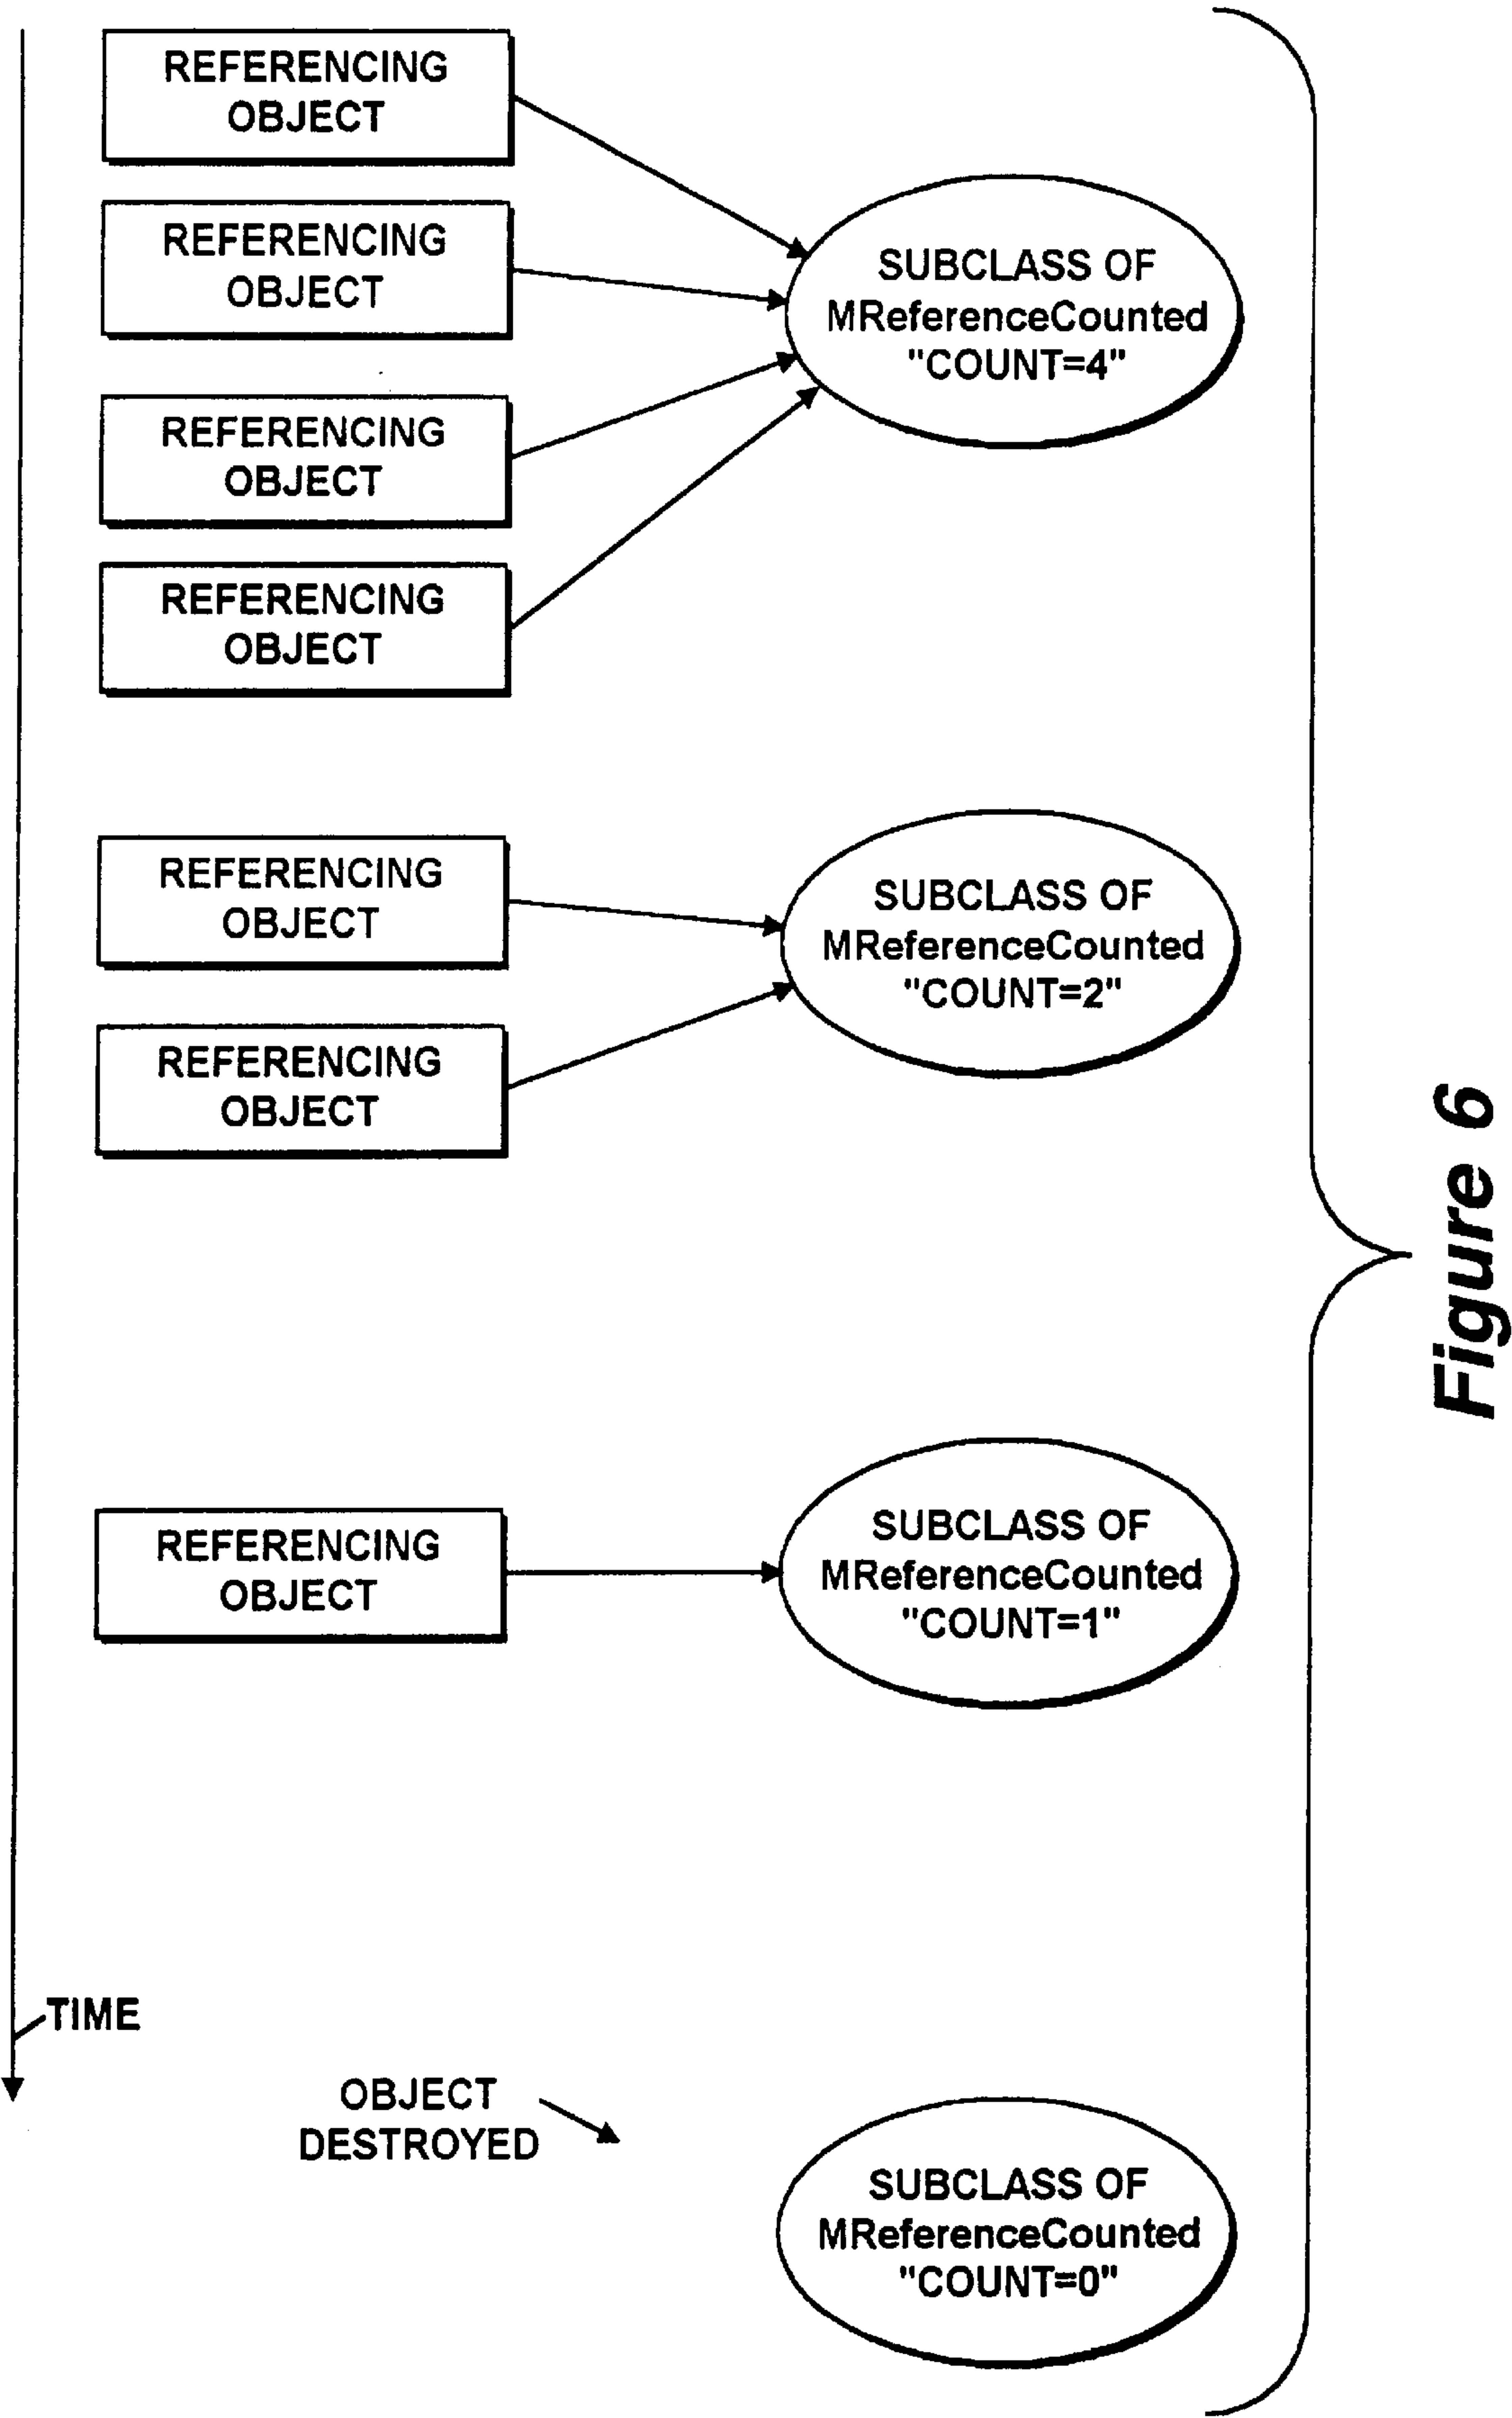 REFERENCING
OBJECT
REFERENCING
OBJECT
REFERENCING
OBJECT
REFERENCING
OBJECT
SUBCLASS OF
MReferenceCounted
"COUNT=4"
REFERENCING
OBJECT
REFERENCING
OBJECT
SUBCLASS OF
MReferenceCounted
"COUNT=2"
REFERENCING
OBJECT
SUBCLASS OF
MReferenceCounted
"COUNT=1"
TIME
OBJECT
DESTROYED
SUBCLASS OF
MReferenceCounted
"COUNT=0"
Figure 6